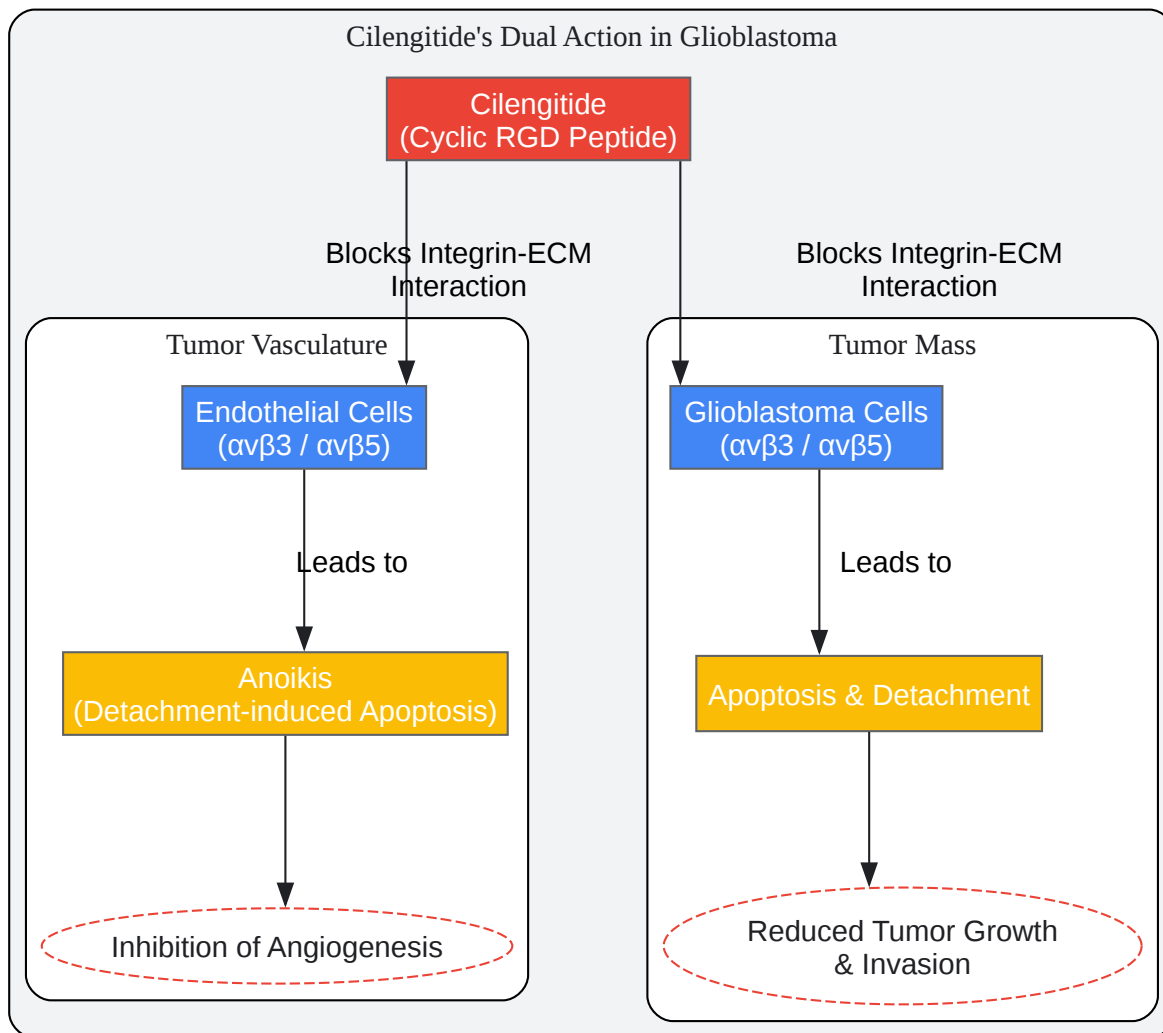 Cilengitide's Dual Action in Glioblastoma
Cilengitide
(Cyclic RGD Peptide)
Blocks Integrin-ECM
Interaction
Blocks Integrin-ECM
Interaction
Tumor Vasculature
Endothelial Cells
(αvβ3 / αvβ5)
Leads to
Anoikis
(Detachment-induced Apoptosis)
Inhibition of Angiogenesis
Tumor Mass
Glioblastoma Cells
(αvβ3 / αvβ5)
Leads to
Apoptosis & Detachment
Reduced Tumor Growth
& Invasion